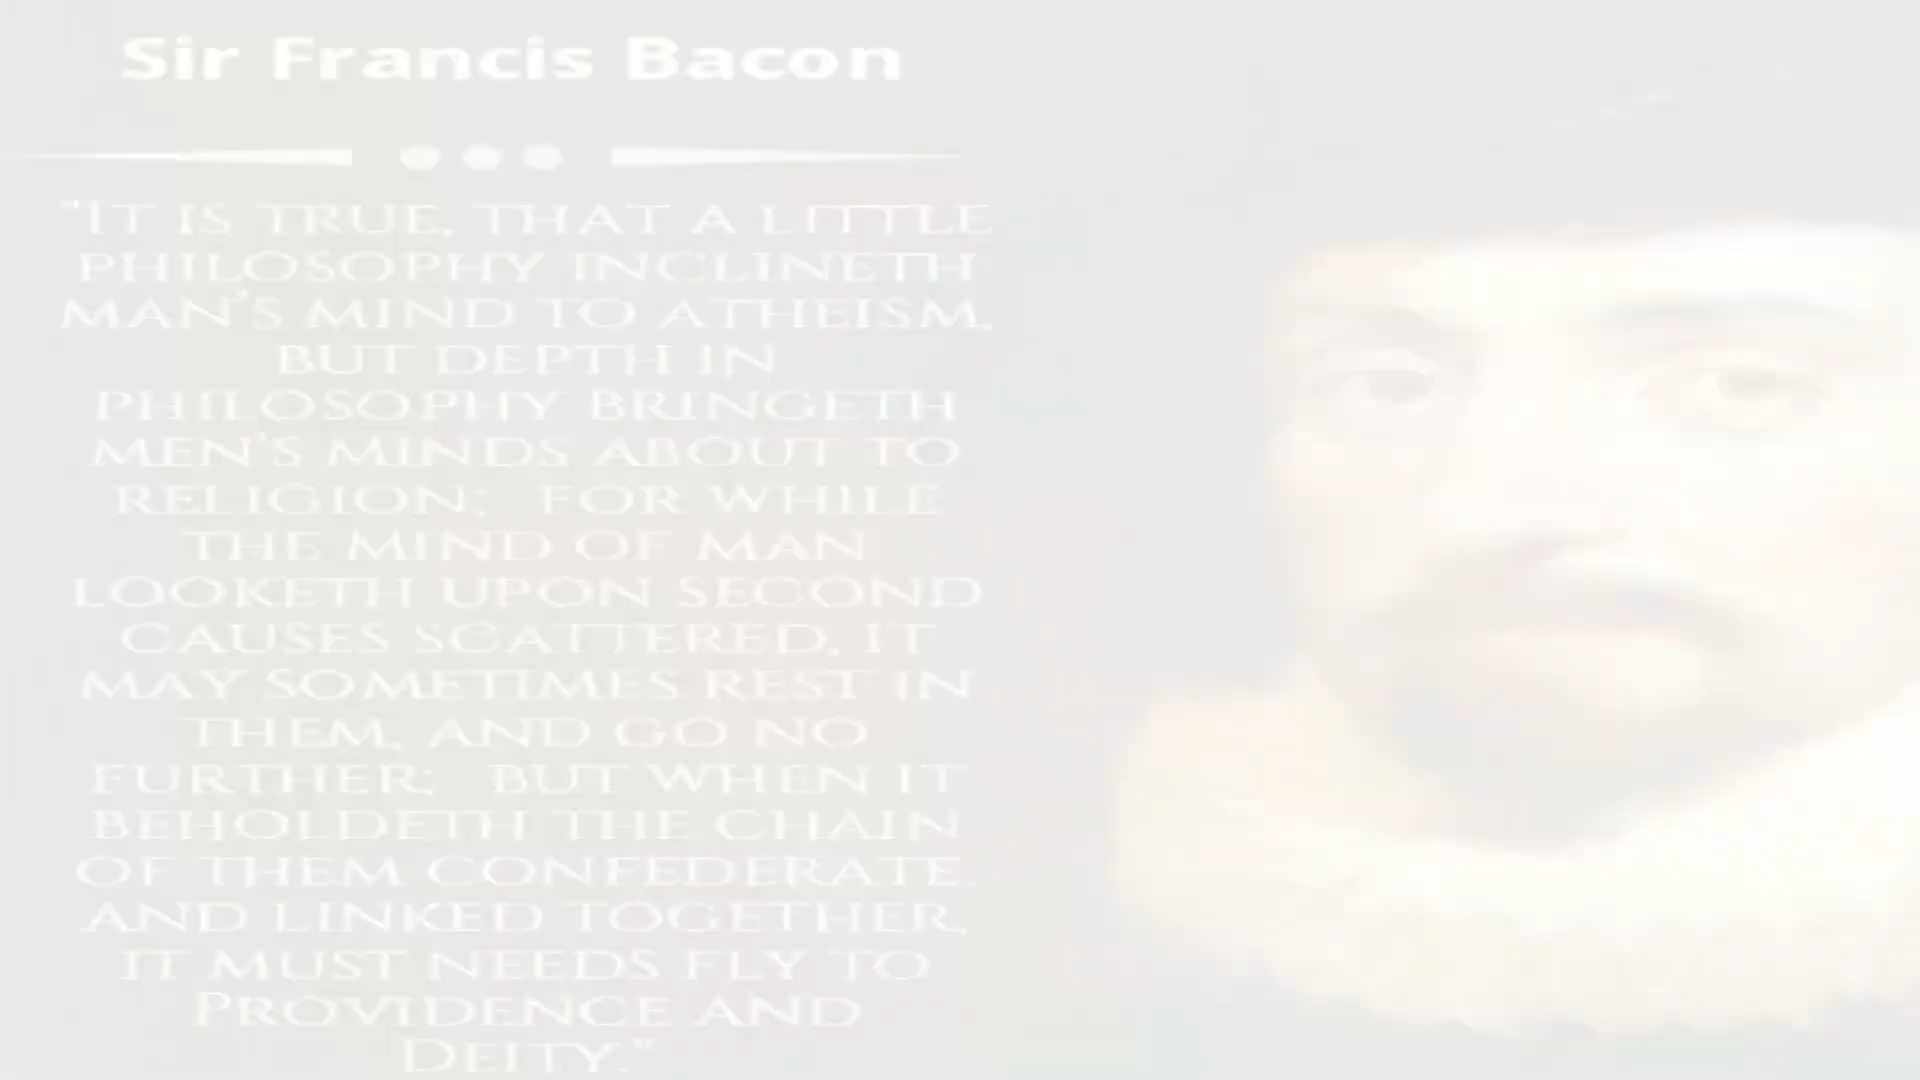 Sir Francis Bacon
"IT IS TRUE, THAT A LITTLE
PHILOSOPHY INCLINETH
MAN'S MIND TO ATHEISM,
BUT DEPTH IN
PHILOSOPHY BRINGETH
MEN'S MINDS ABOUT TO
RELIGION; FOR WHILE
THE MIND OF MAN
LOOKETH UPON SECOND
CAUSES SCATTERED, IT
MAY SOMETIMES REST IN
THEM, AND GO NO
FURTHER; BUT WHEN IT
BEHOLDETH THE CHAIN
OF THEM CONFEDERATE,
AND LINKED TOGETHER,
IT MUST NEEDS FLY TO
PROVIDENCE AND
DEITY."